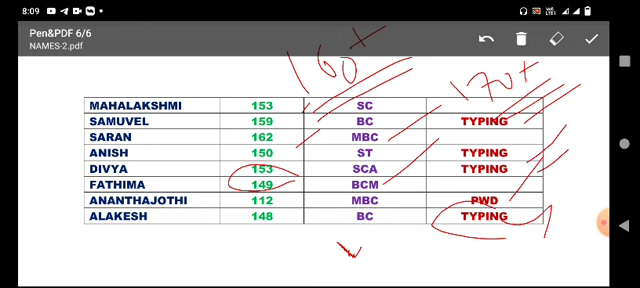 8:09
Pen&PDF 6/6
NAMES-2.pdf
160+
170+
MAHALAKSHMI 153 SC
SAMUVEL 159 BC TYPING
SARAN 162 MBC
ANISH 150 ST TYPING
DIVYA 153 SCA TYPING
FATHIMA 149 BCM
ANANTHAJOTHI 112 MBC PWD
ALAKESH 148 BC TYPING